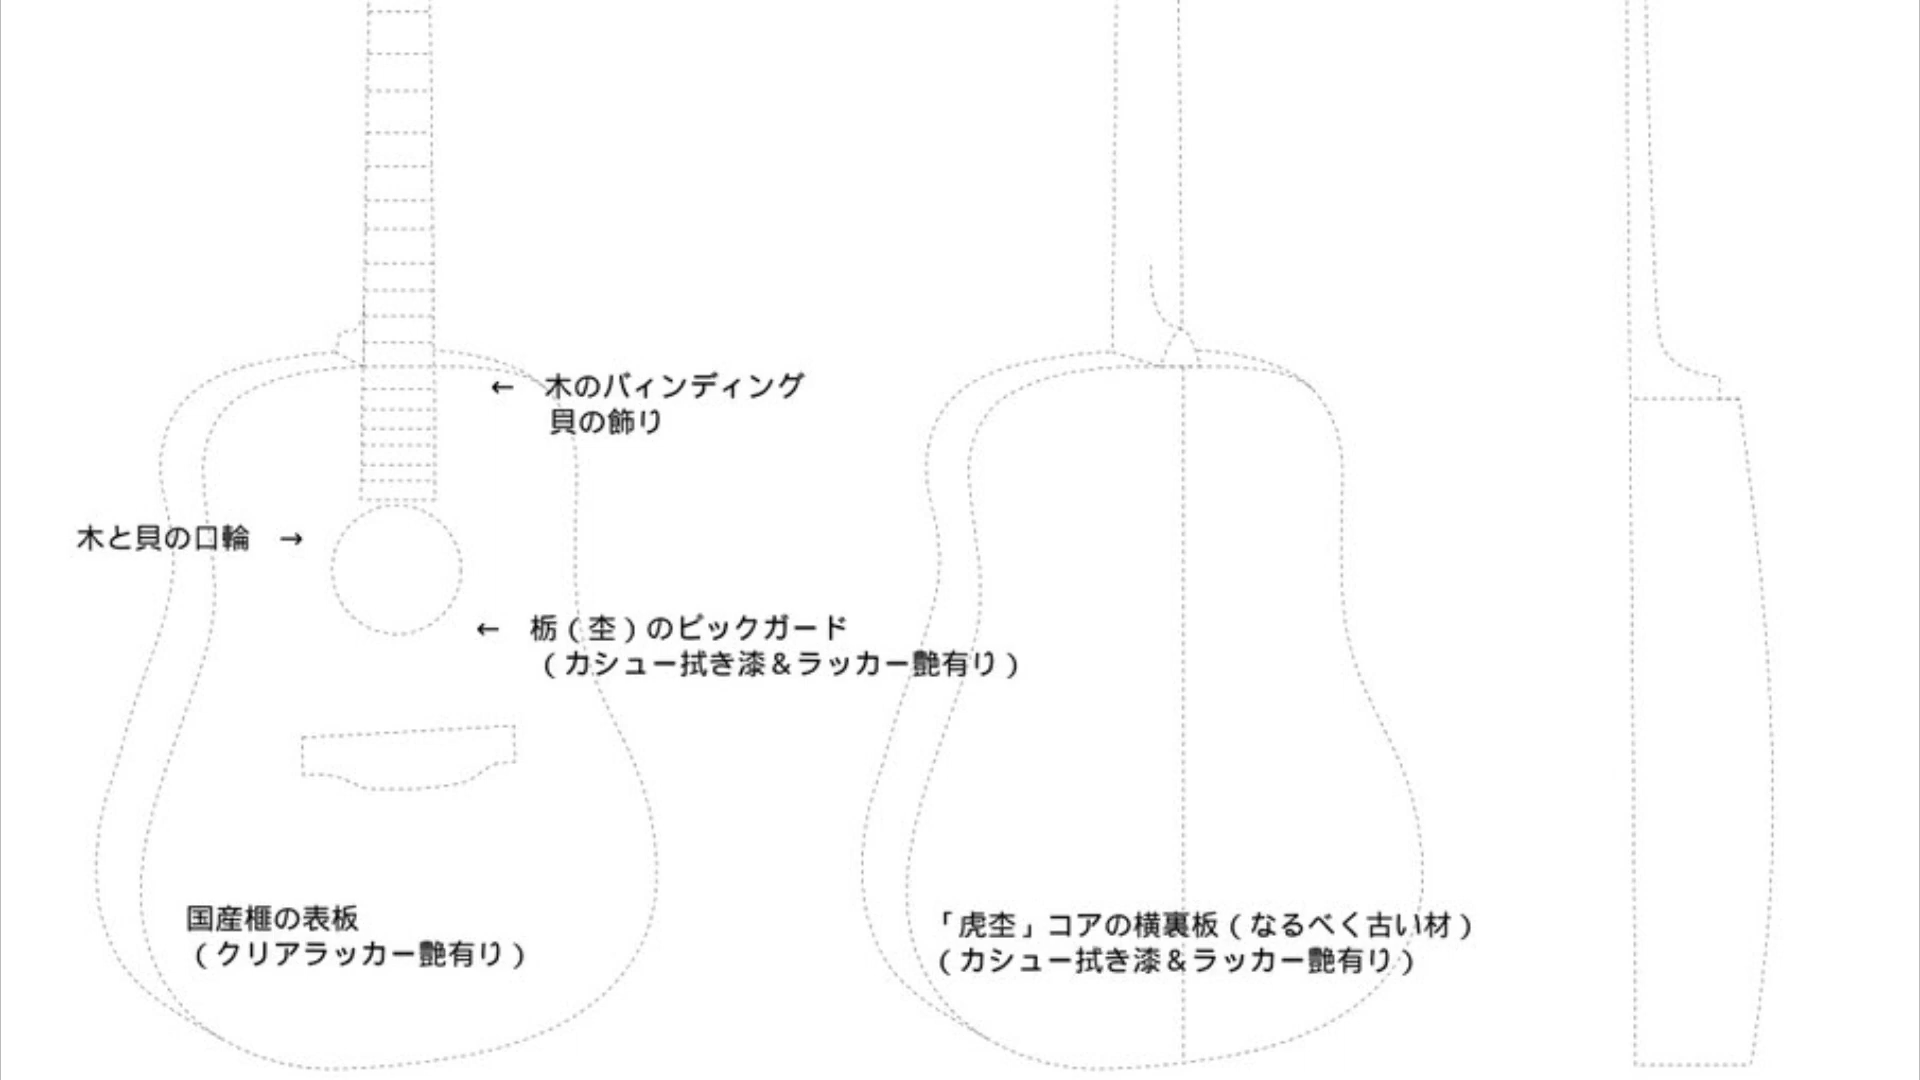 ← 木のバィンディング
貝の飾り
木と貝の口輪 →
← 栃(杢)のピックガード
(カシュー拭き漆&ラッカー艶有り)
国産榧の表板
(クリアラッカー艶有り)
「虎杢」コアの横裏板(なるべく古い材)
(カシュー拭き漆&ラッカー艶有り)